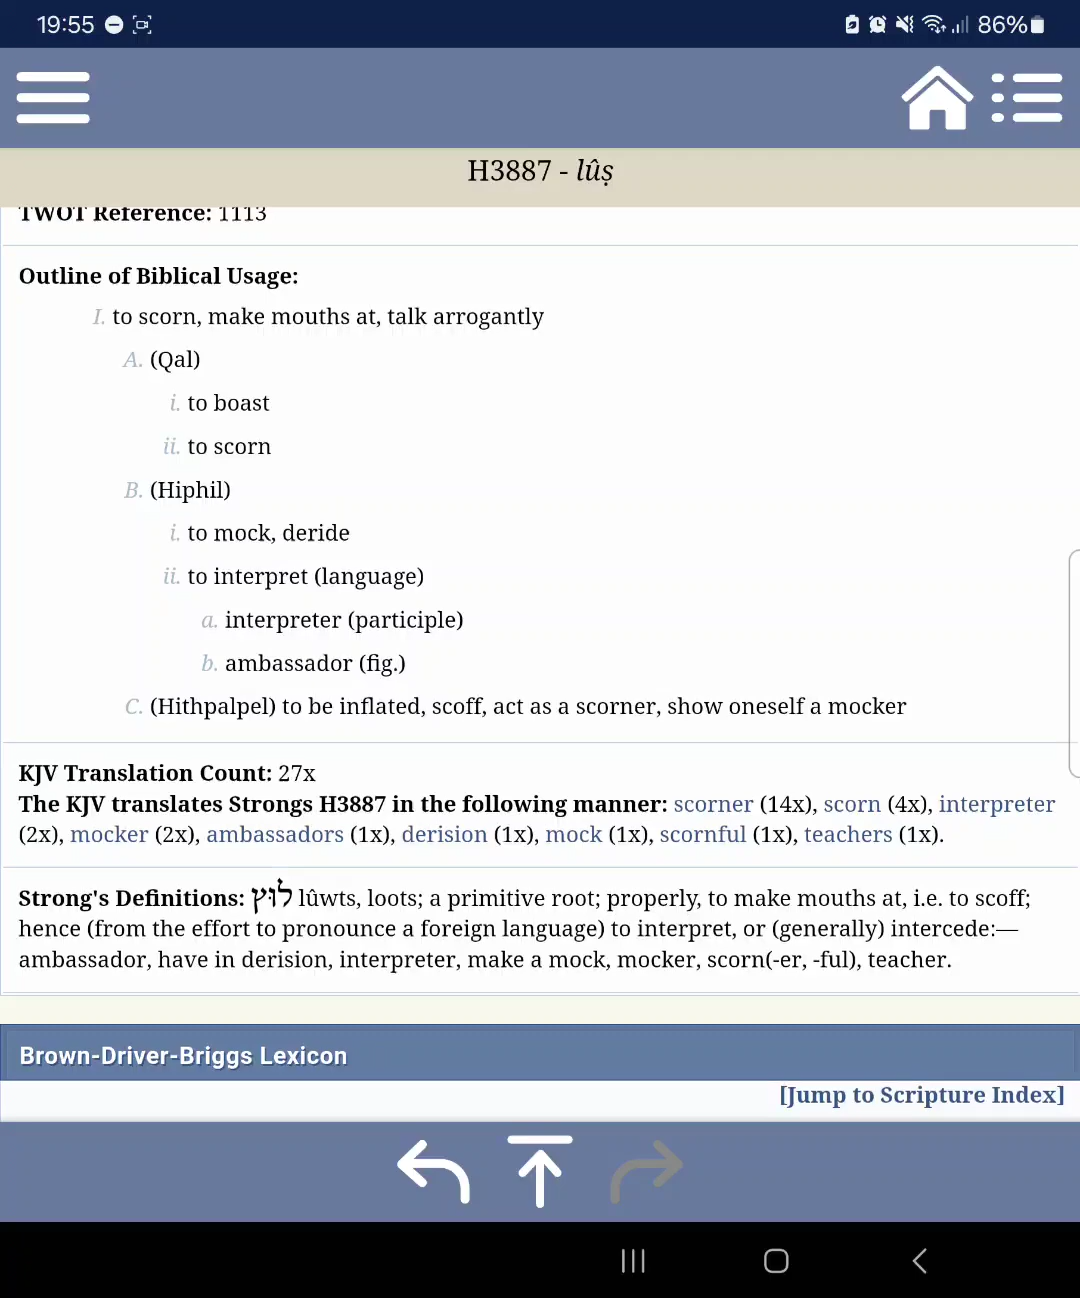 19:55 86%
H3887 - lûṣ
TWOT Reference: 1113
Outline of Biblical Usage:
I. to scorn, make mouths at, talk arrogantly
A. (Qal)
i. to boast
ii. to scorn
B. (Hiphil)
i. to mock, deride
ii. to interpret (language)
a. interpreter (participle)
b. ambassador (fig.)
C. (Hithpalpel) to be inflated, scoff, act as a scorner, show oneself a mocker
KJV Translation Count: 27x
The KJV translates Strongs H3887 in the following manner: scorner (14x), scorn (4x), interpreter
(2x), mocker (2x), ambassadors (1x), derision (1x), mock (1x), scornful (1x), teachers (1x).
Strong's Definitions: לוּץ lûwts, loots; a primitive root; properly, to make mouths at, i.e. to scoff;
hence (from the effort to pronounce a foreign language) to interpret, or (generally) intercede:—
ambassador, have in derision, interpreter, make a mock, mocker, scorn(-er, -ful), teacher.
Brown-Driver-Briggs Lexicon
[Jump to Scripture Index]